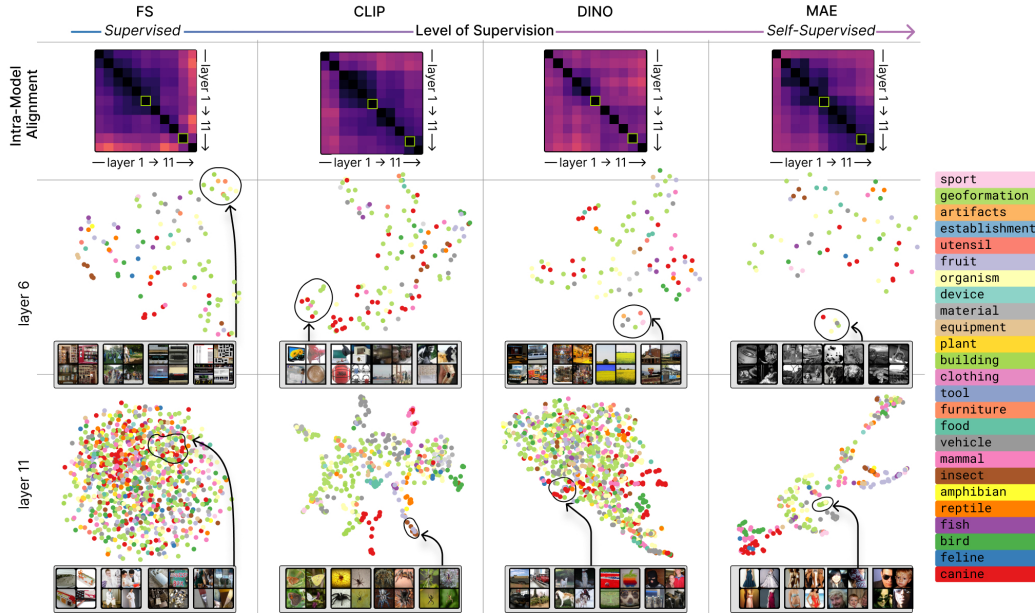 FS
CLIP
DINO
MAE
Supervised
Level of Supervision
Self-Supervised
Intra-Model
Alignment
layer 1 → 11
layer 1 → 11
layer 1 → 11
layer 1 → 11
layer 1 → 11
layer 1 → 11
layer 1 → 11
layer 1 → 11
layer 6
layer 11
sport
geoformation
artifacts
establishment
utensil
fruit
organism
device
material
equipment
plant
building
clothing
tool
furniture
food
vehicle
mammal
insect
amphibian
reptile
fish
bird
feline
canine